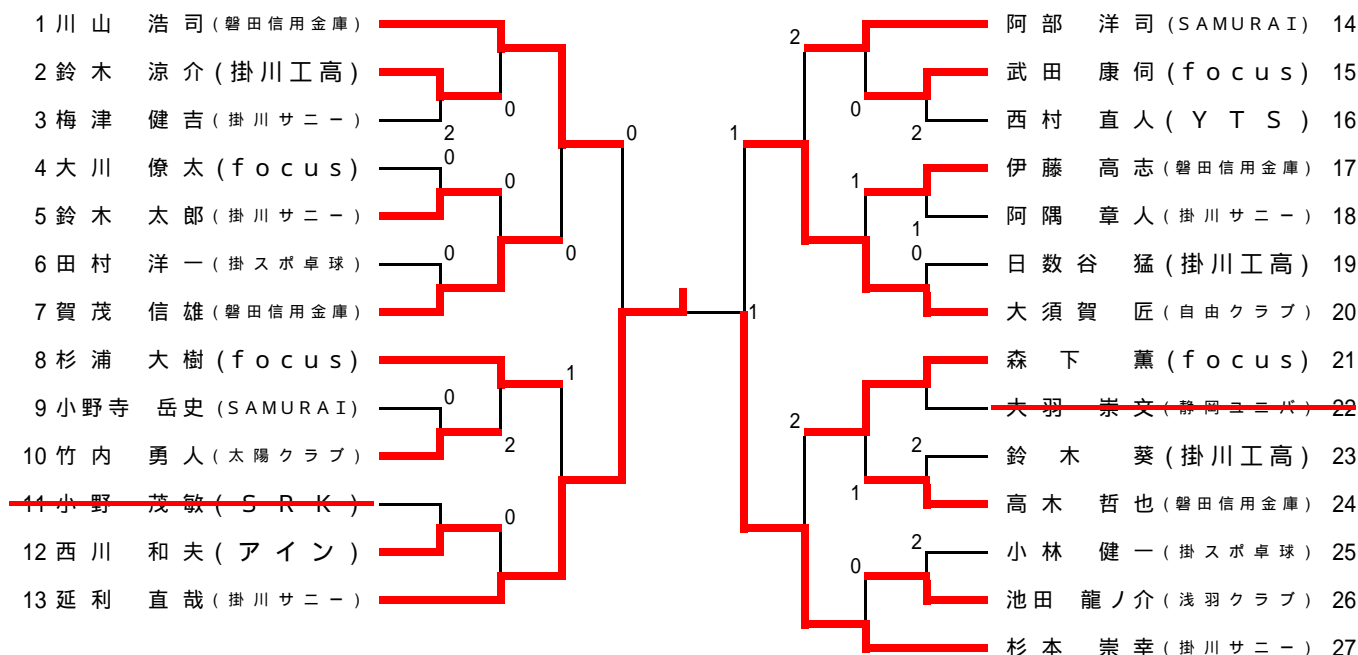 1 川山 浩司 (磐田信用金庫)
2 鈴木 涼介 (掛川工高)
3 梅津 健吉 (掛川サニー)
4 大川 僚太 (focus)
5 鈴木 太郎 (掛川サニー)
6 田村 洋一 (掛スポ卓球)
7 賀茂 信雄 (磐田信用金庫)
8 杉浦 大樹 (focus)
9 小野寺 岳史 (SAMURAI)
10 竹内 勇人 (太陽クラブ)
11 小野 茂敏 (SRK)
12 西川 和夫 (アイン)
13 延利 直哉 (掛川サニー)
0
2
0
0
0
0
0
1
0
2
0
0
1
1
2
0
2
1
1
0
2
2
1
2
0
阿部 洋司 (SAMURAI) 14
武田 康伺 (focus) 15
西村 直人 (YTS) 16
伊藤 高志 (磐田信用金庫) 17
阿隅 章人 (掛川サニー) 18
日数谷 猛 (掛川工高) 19
大須賀 匠 (自由クラブ) 20
森下 薫 (focus) 21
大羽 崇文 (静岡ユニバ) 22
鈴木 葵 (掛川工高) 23
高木 哲也 (磐田信用金庫) 24
小林 健一 (掛スポ卓球) 25
池田 龍ノ介 (浅羽クラブ) 26
杉本 崇幸 (掛川サニー) 27